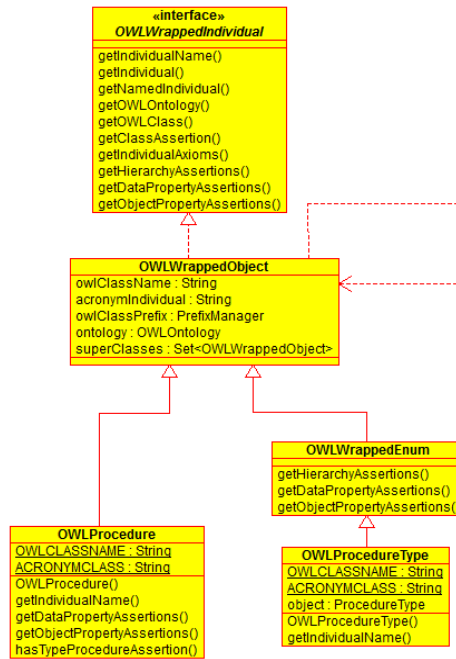 «interface»
OWLWrappedIndividual
getIndividualName()
getIndividual()
getNamedIndividual()
getOWLOntology()
getOWLClass()
getClassAssertion()
getIndividualAxioms()
getHierarchyAssertions()
getDataPropertyAssertions()
getObjectPropertyAssertions()
OWLWrappedObject
owlClassName : String
acronymIndividual : String
owlClassPrefix : PrefixManager
ontology : OWLOntology
superClasses : Set<OWLWrappedObject>
OWLWrappedEnum
getHierarchyAssertions()
getDataPropertyAssertions()
getObjectPropertyAssertions(
OWLProcedure
OWLCLASSNAME : String
ACRONYMCLASS : String
OWLProcedure()
getIndividualName()
getDataPropertyAssertions()
getObjectPropertyAssertions()
hasTypeProcedureAssertion()
OWLProcedureType
OWLCLASSNAME : String
ACRONYMCLASS : String
object : ProcedureType
OWLProcedureType()
getIndividualName()